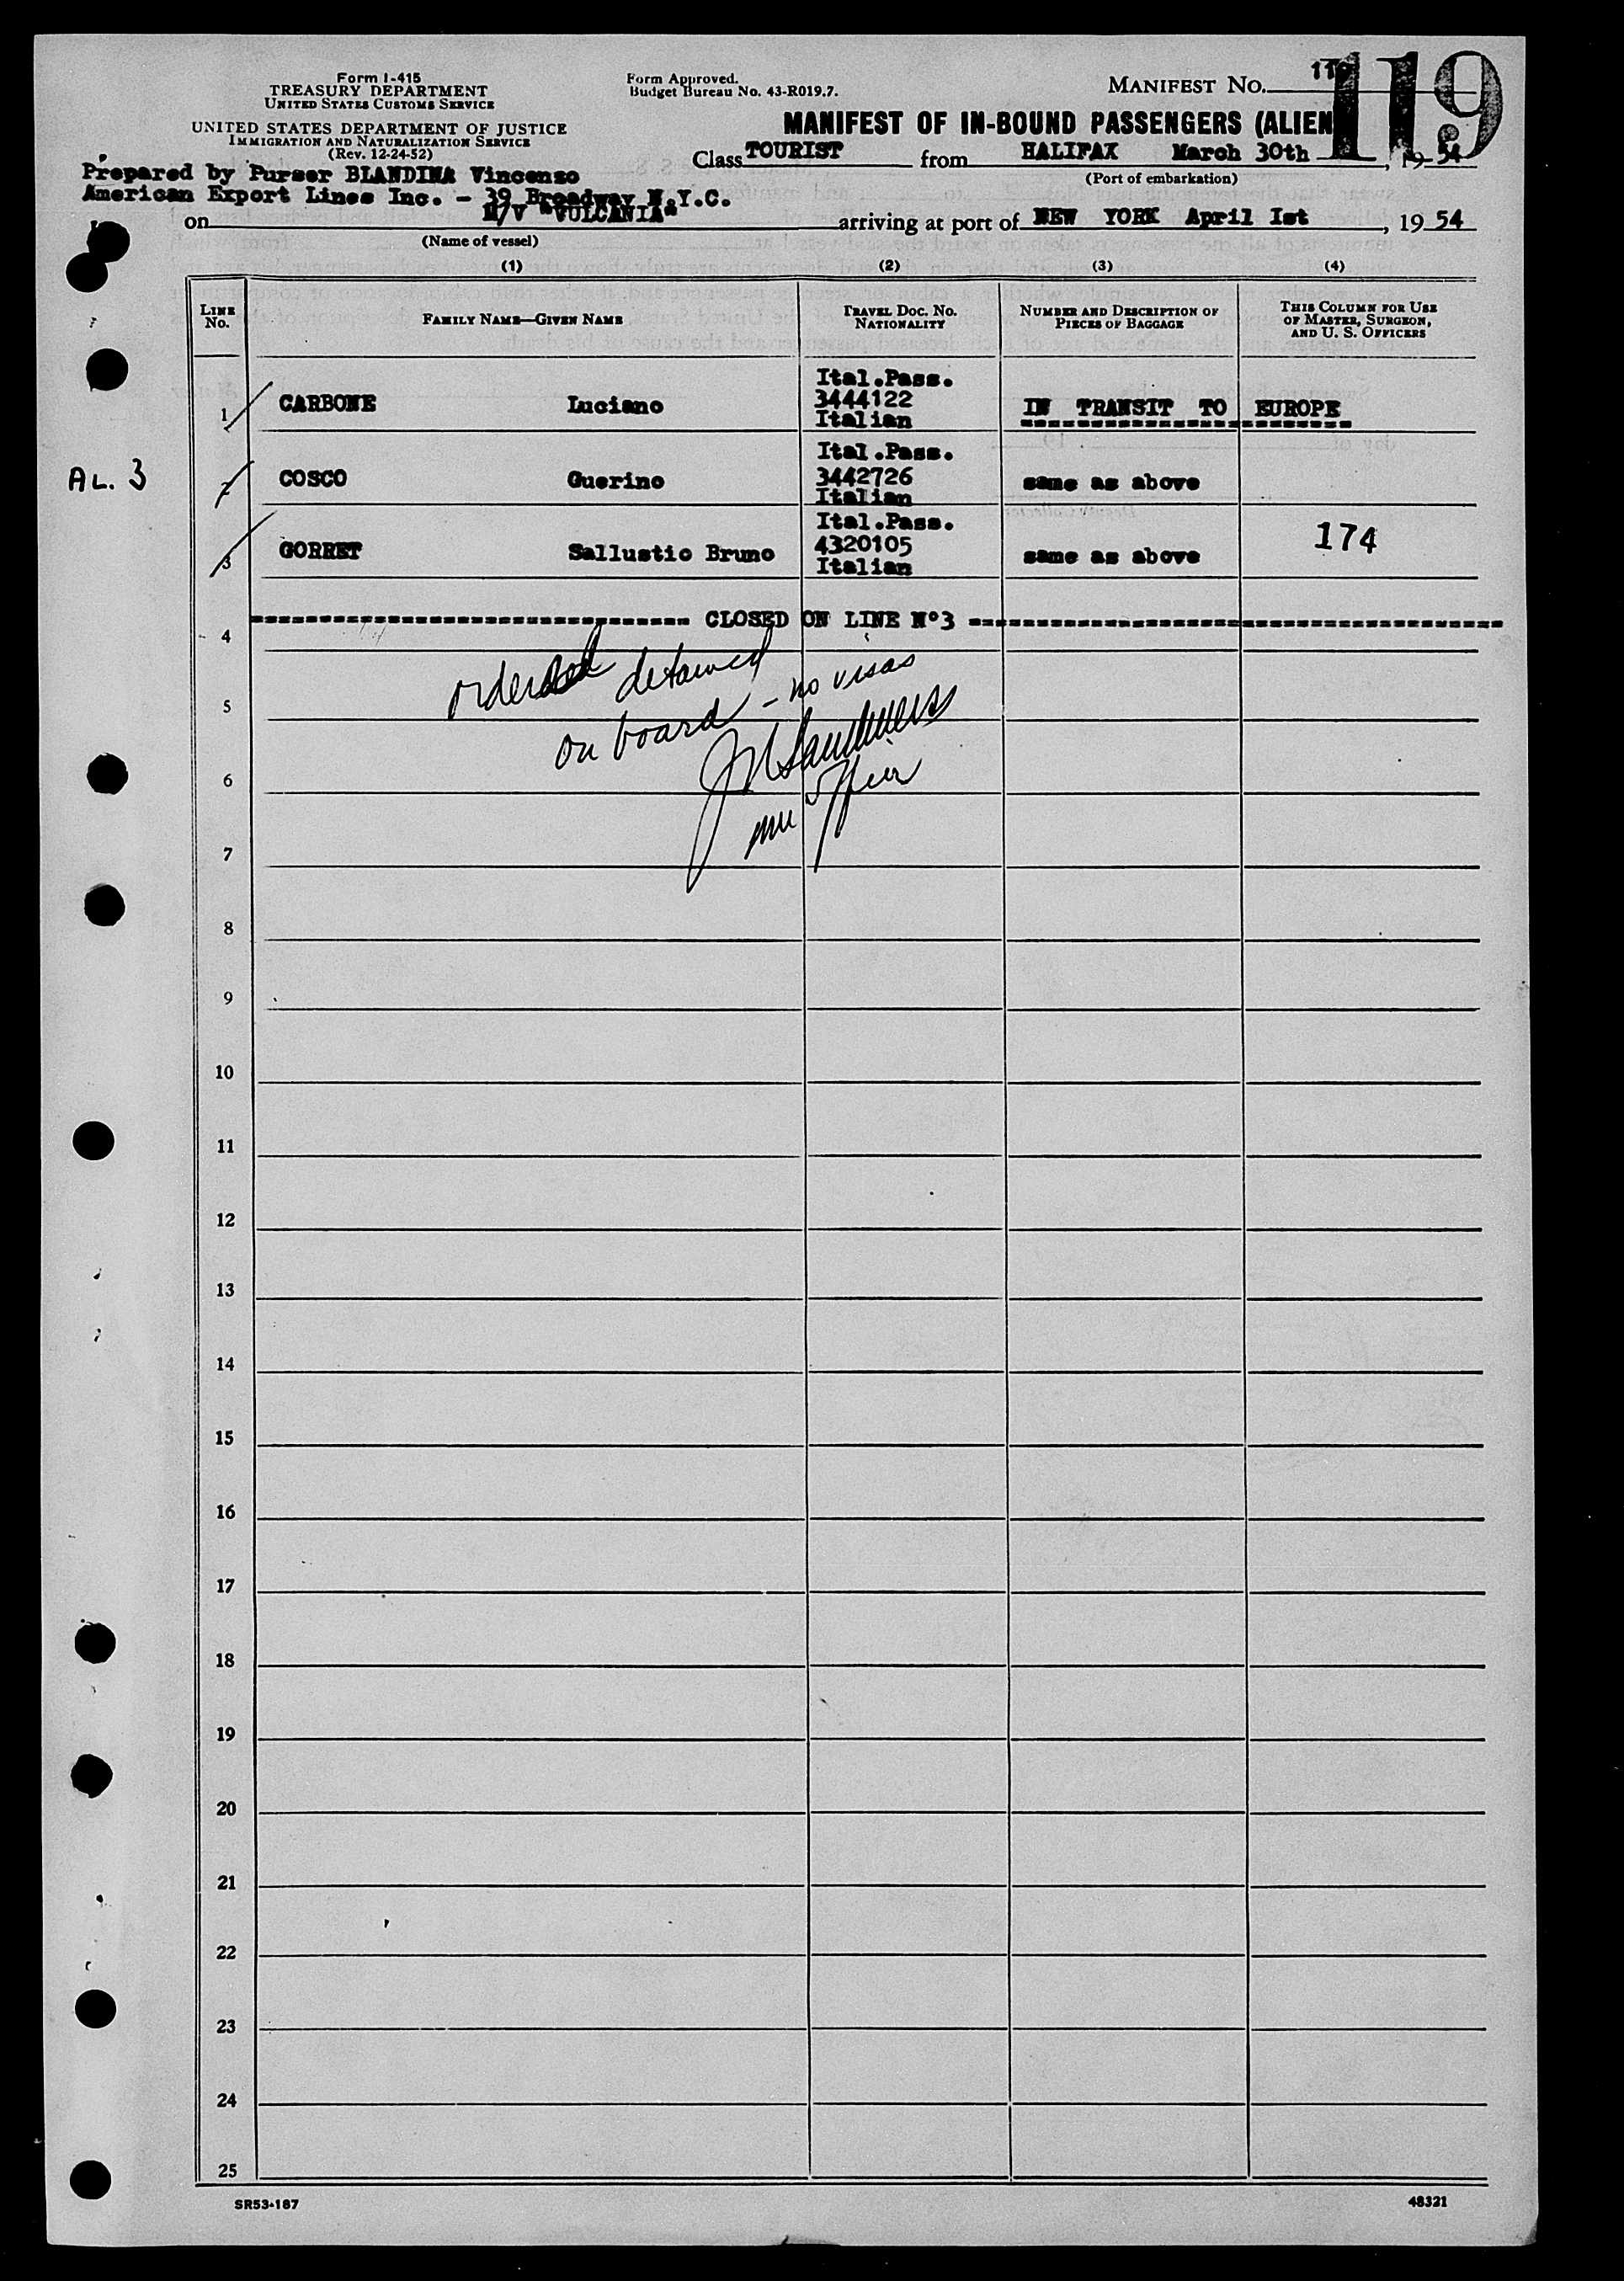 Form I-415
TREASURY DEPARTMENT
UNITED STATES CUSTOMS SERVICE
UNITED STATES DEPARTMENT OF JUSTICE
IMMIGRATION AND NATURALIZATION SERVICE
(Rev. 12-24-52)
Form Approved.
Budget Bureau No. 43-R019.7.
MANIFEST No. 119
119
MANIFEST OF IN-BOUND PASSENGERS (ALIEN
Class TOURIST from HALIFAX March 30th, 19 54
(Port of embarkation)
Prepared by Purser BLANDINA Vincenzo
American Export Lines Inc. - 39 Broadway N.Y.C.
on M/V "VULCANIA" arriving at port of NEW YORK April Ist, 19 54
(Name of vessel)
(1) (2) (3) (4)
LINE No. FAMILY NAME—GIVEN NAME TRAVEL DOC. NO. NATIONALITY NUMBER AND DESCRIPTION OF PIECES OF BAGGAGE THIS COLUMN FOR USE OF MASTER, SURGEON, AND U. S. OFFICERS
1 CARBONE Luciano Ital.Pass. 3444122 Italian IN TRANSIT TO EUROPE
AL. 3
2 COSCO Guerino Ital.Pass. 3442726 Italian same as above
3 GORRET Sallustio Bruno Ital.Pass. 4320105 Italian same as above 174
4 CLOSED ON LINE N°3
ordered detained
5 on board - no visas
6
7
8
9
10
11
12
13
14
15
16
17
18
19
20
21
22
23
24
25
SR53-187 48321